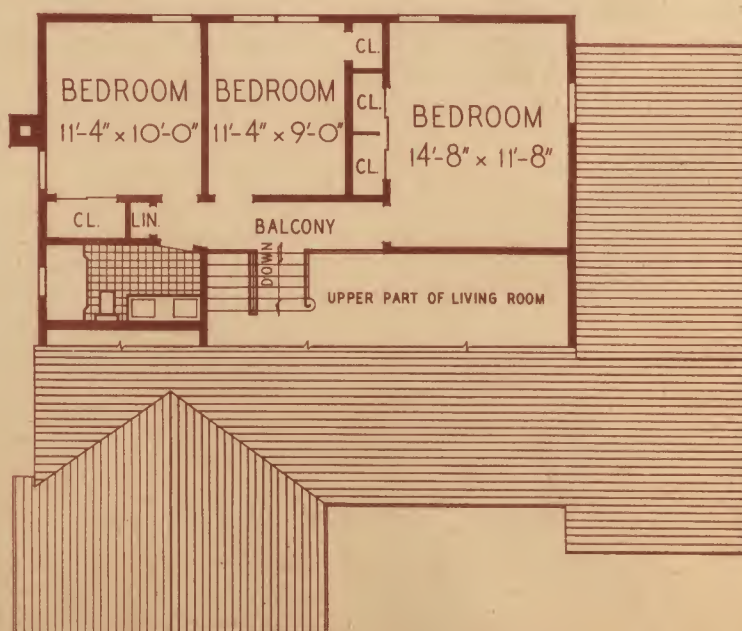 BEDROOM
11'-4" x 10'-0"
BEDROOM
11'-4" x 9'-0"
CL.
CL.
CL.
BEDROOM
14'-8" x 11'-8"
CL.
LIN.
BALCONY
DOWN
UPPER PART OF LIVING ROOM